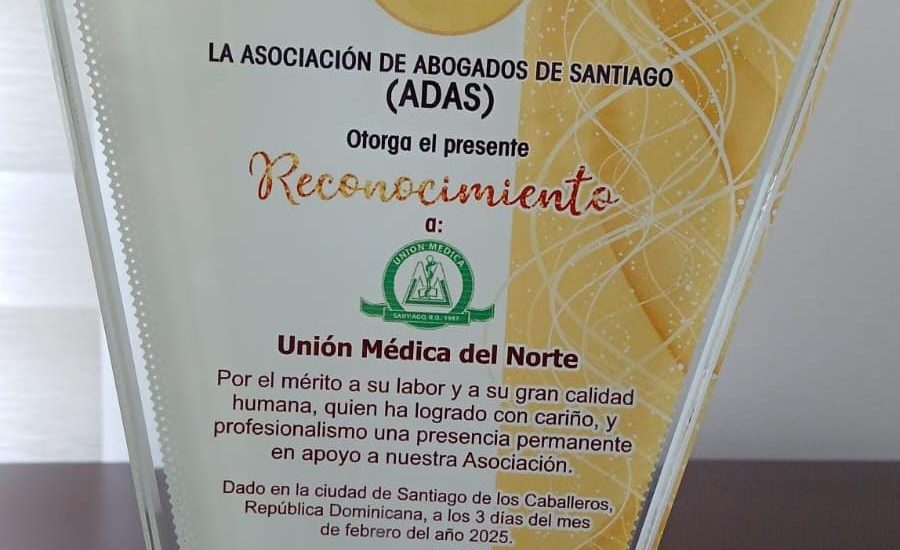 LA ASOCIACIÓN DE ABOGADOS DE SANTIAGO
(ADAS)
Otorga el presente
Reconocimiento
a:
UNION MEDICA
SANTIAGO, R.D. 1997
Unión Médica del Norte
Por el mérito a su labor y a su gran calidad
humana, quien ha logrado con cariño, y
profesionalismo una presencia permanente
en apoyo a nuestra Asociación.
Dado en la ciudad de Santiago de los Caballeros,
República Dominicana, a los 3 días del mes
de febrero del año 2025.